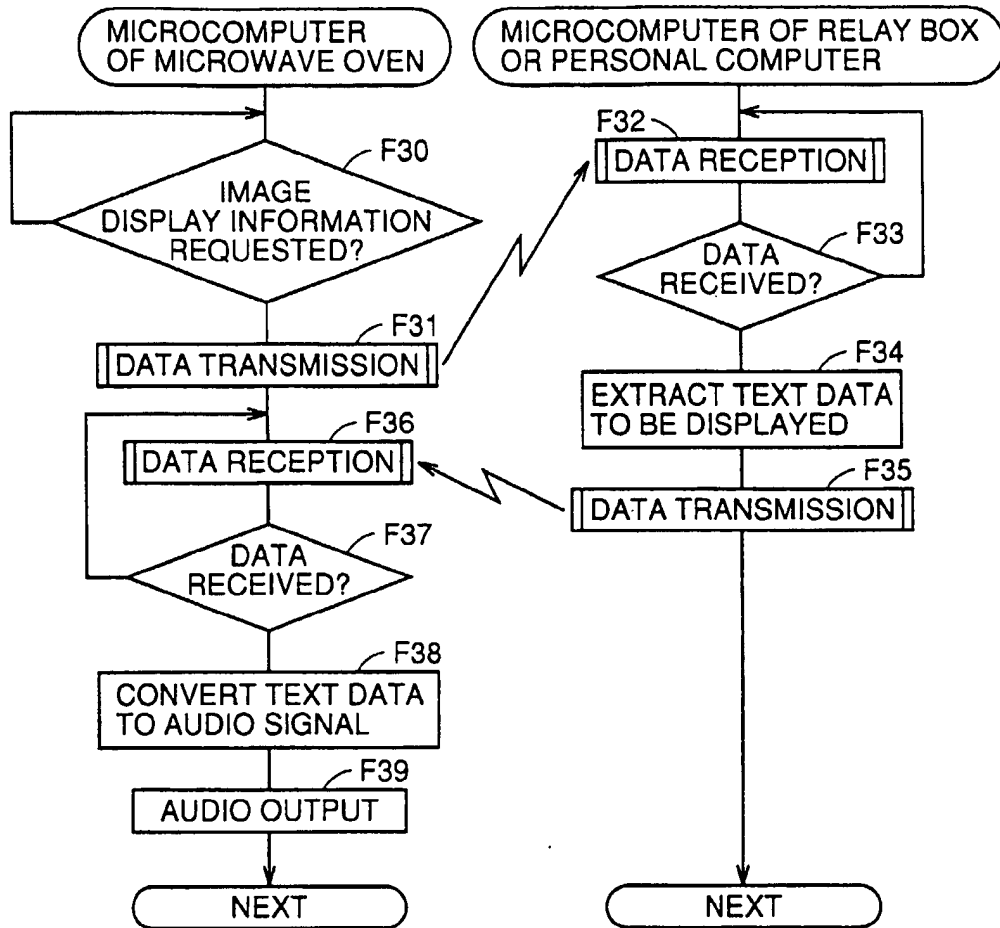 MICROCOMPUTER
OF MICROWAVE OVEN
F30
IMAGE
DISPLAY INFORMATION
REQUESTED?
F31
DATA TRANSMISSION
F36
DATA RECEPTION
F37
DATA
RECEIVED?
F38
CONVERT TEXT DATA
TO AUDIO SIGNAL
F39
AUDIO OUTPUT
NEXT
MICROCOMPUTER OF RELAY BOX
OR PERSONAL COMPUTER
F32
DATA RECEPTION
F33
DATA
RECEIVED?
F34
EXTRACT TEXT DATA
TO BE DISPLAYED
F35
DATA TRANSMISSION
NEXT